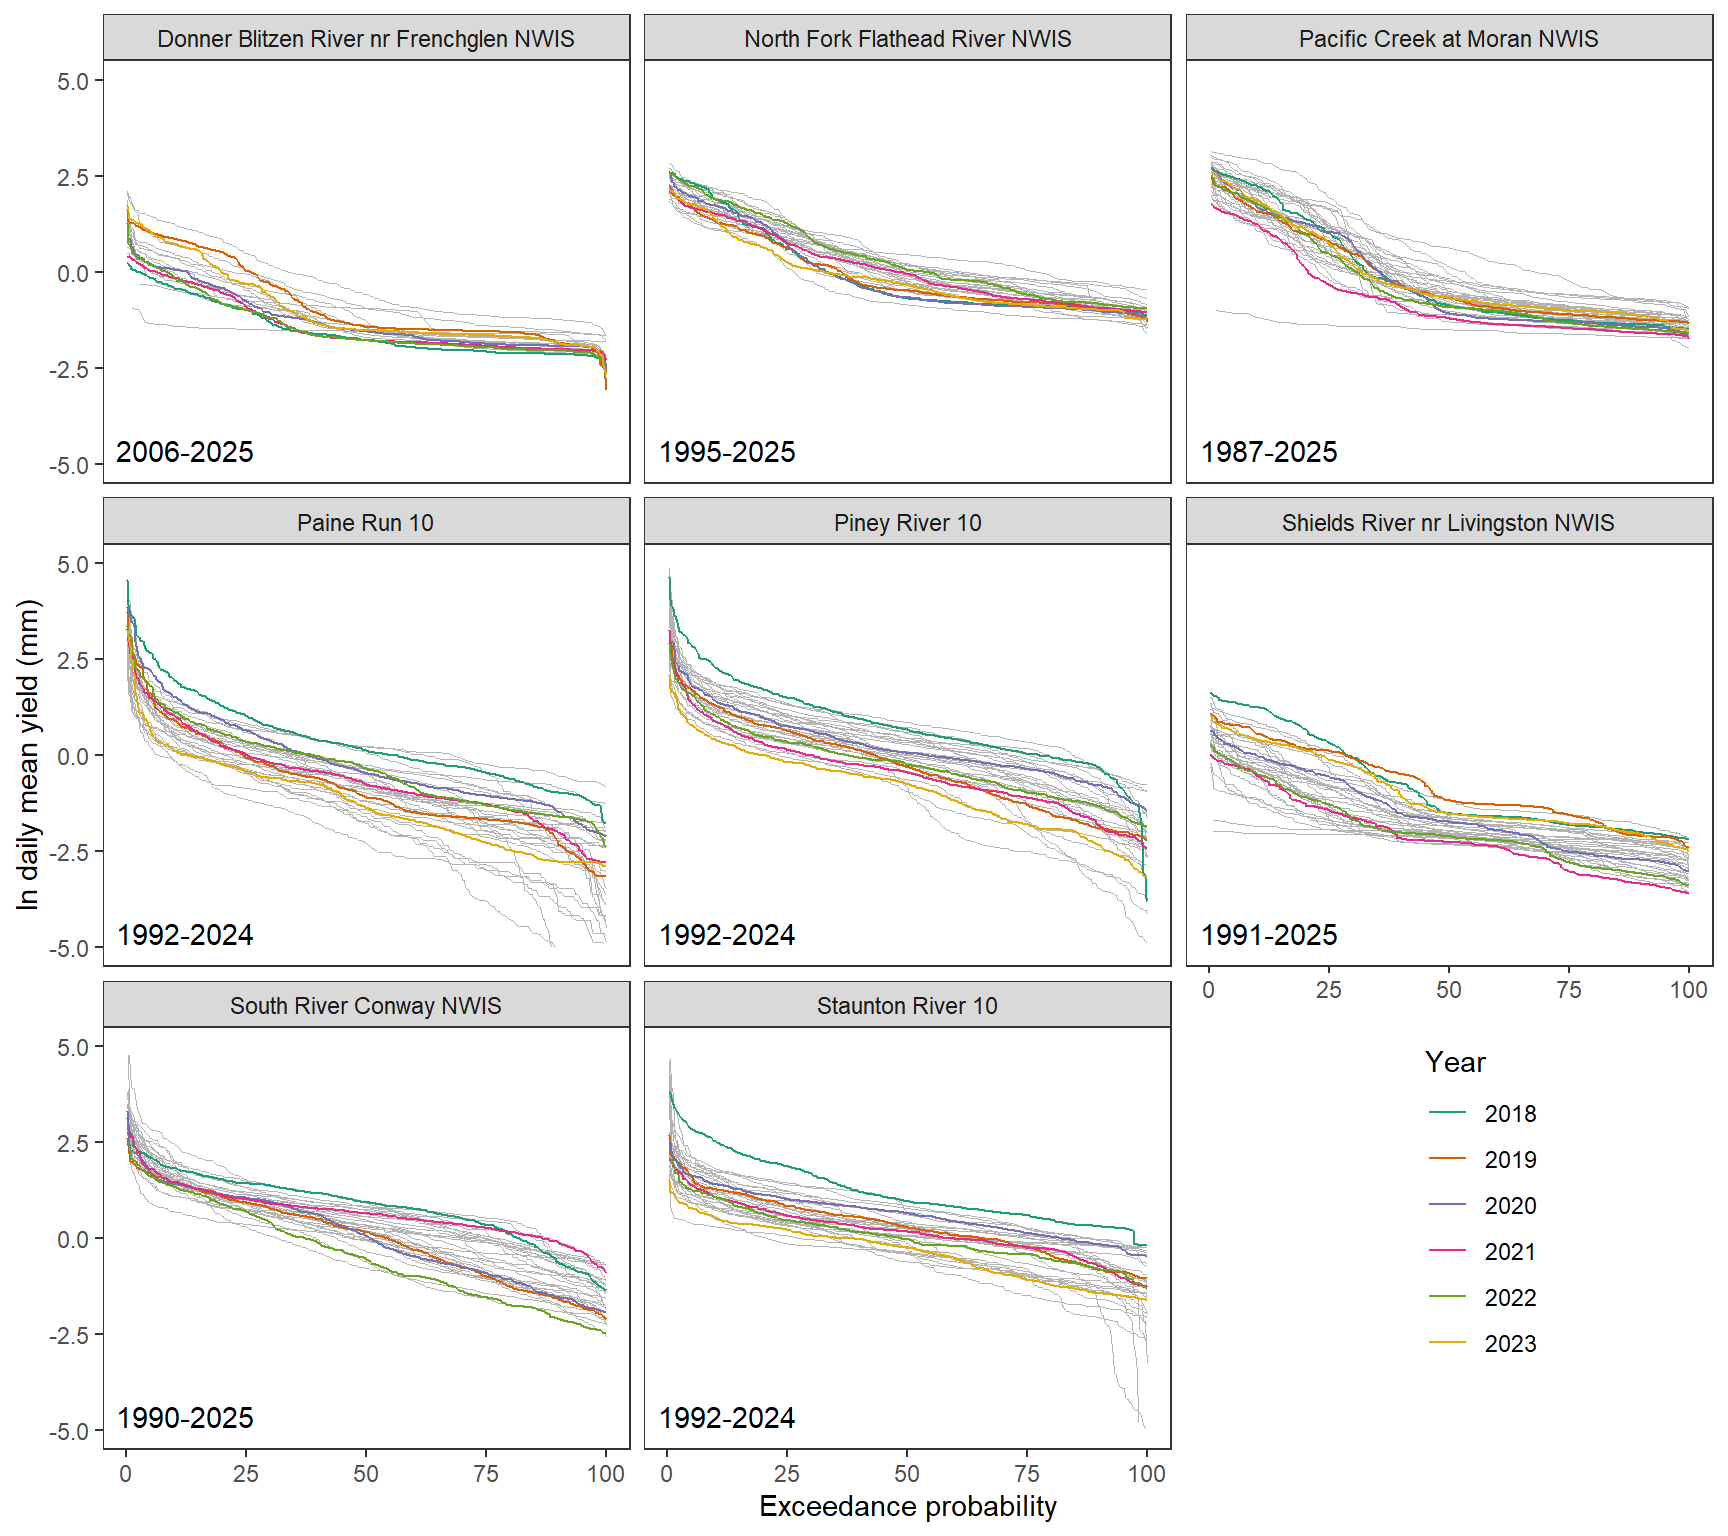 Donner Blitzen River nr Frenchglen NWIS
North Fork Flathead River NWIS
Pacific Creek at Moran NWIS
5.0
2.5
0.0
-2.5
-5.0
2006-2025
1995-2025
1987-2025
Paine Run 10
Piney River 10
Shields River nr Livingston NWIS
ln daily mean yield (mm)
5.0
2.5
0.0
-2.5
-5.0
1992-2024
1992-2024
1991-2025
0 25 50 75 100
South River Conway NWIS
Staunton River 10
5.0
2.5
0.0
-2.5
-5.0
1990-2025
1992-2024
0 25 50 75 100
0 25 50 75 100
Exceedance probability
Year
2018
2019
2020
2021
2022
2023